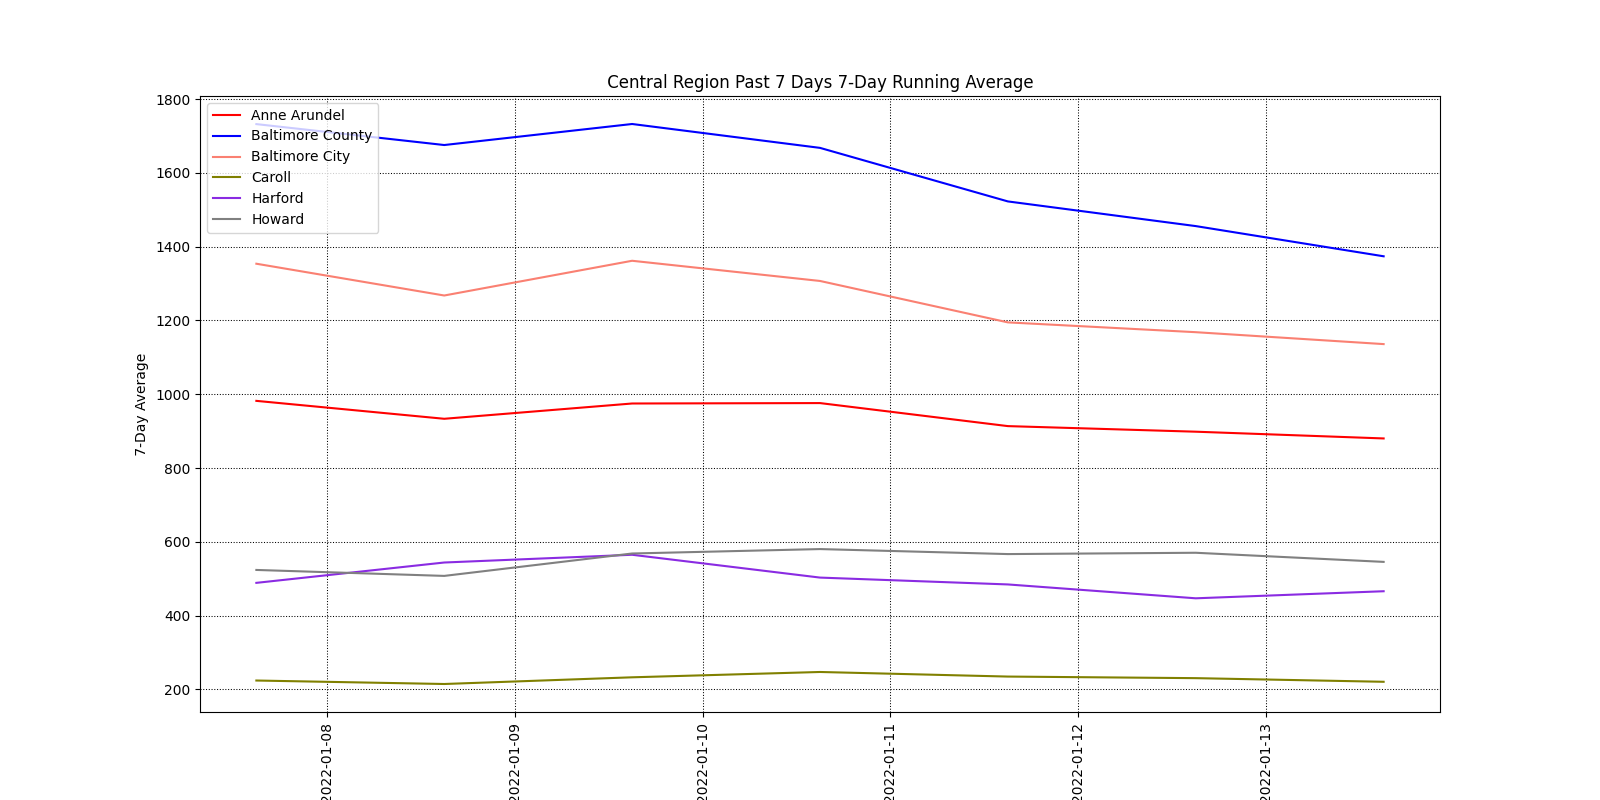 Central Region Past 7 Days 7-Day Running Average
1800
1600
1400
1200
1000
800
600
400
200
7-Day Average
Anne Arundel
Baltimore County
Baltimore City
Caroll
Harford
Howard
2022-01-08
2022-01-09
2022-01-10
2022-01-11
2022-01-12
2022-01-13